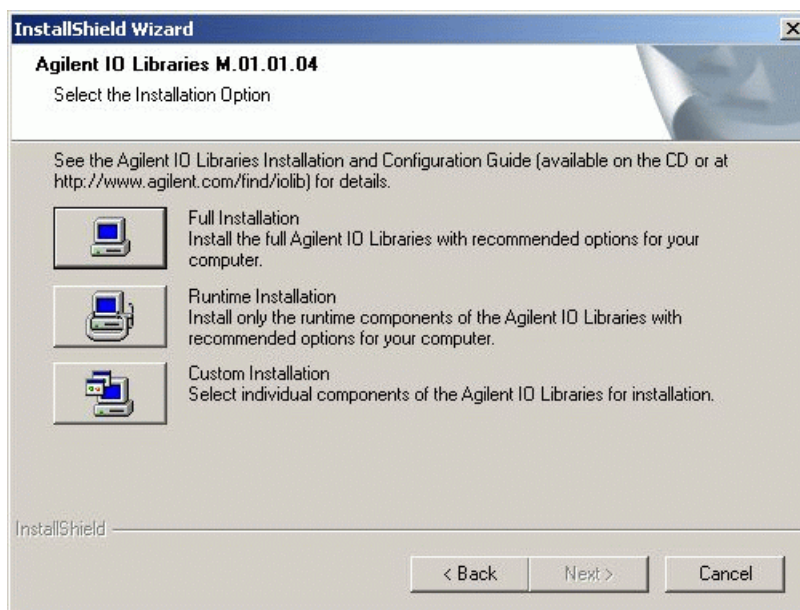 InstallShield Wizard
Agilent IO Libraries M.01.01.04
Select the Installation Option
See the Agilent IO Libraries Installation and Configuration Guide (available on the CD or at
http://www.agilent.com/find/iolib) for details.
Full Installation
Install the full Agilent IO Libraries with recommended options for your
computer.
Runtime Installation
Install only the runtime components of the Agilent IO Libraries with
recommended options for your computer.
Custom Installation
Select individual components of the Agilent IO Libraries for installation.
InstallShield
< Back Next > Cancel